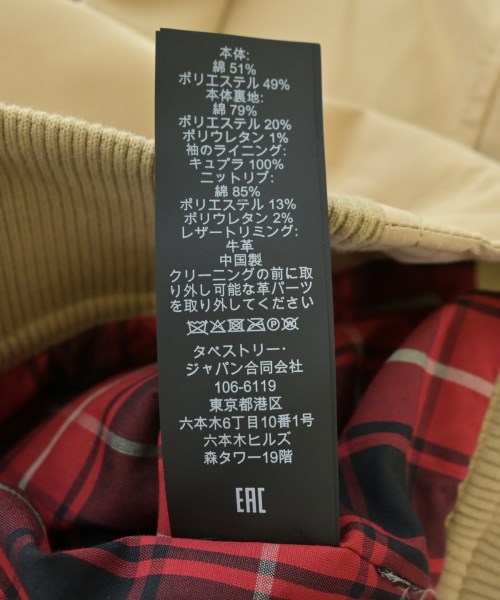 本体:
綿 51%
ポリエステル 49%
本体裏地:
綿 79%
ポリエステル 20%
ポリウレタン 1%
袖のライニング:
キュプラ 100%
ニットリブ:
綿 85%
ポリエステル 13%
ポリウレタン 2%
レザートリミング:
牛革
中国製
クリーニングの前に取
り外し可能な革パーツ
を取り外してください
タペストリー・
ジャパン合同会社
106-6119
東京都港区
六本木6丁目10番1号
六本木ヒルズ
森タワー19階
EAC